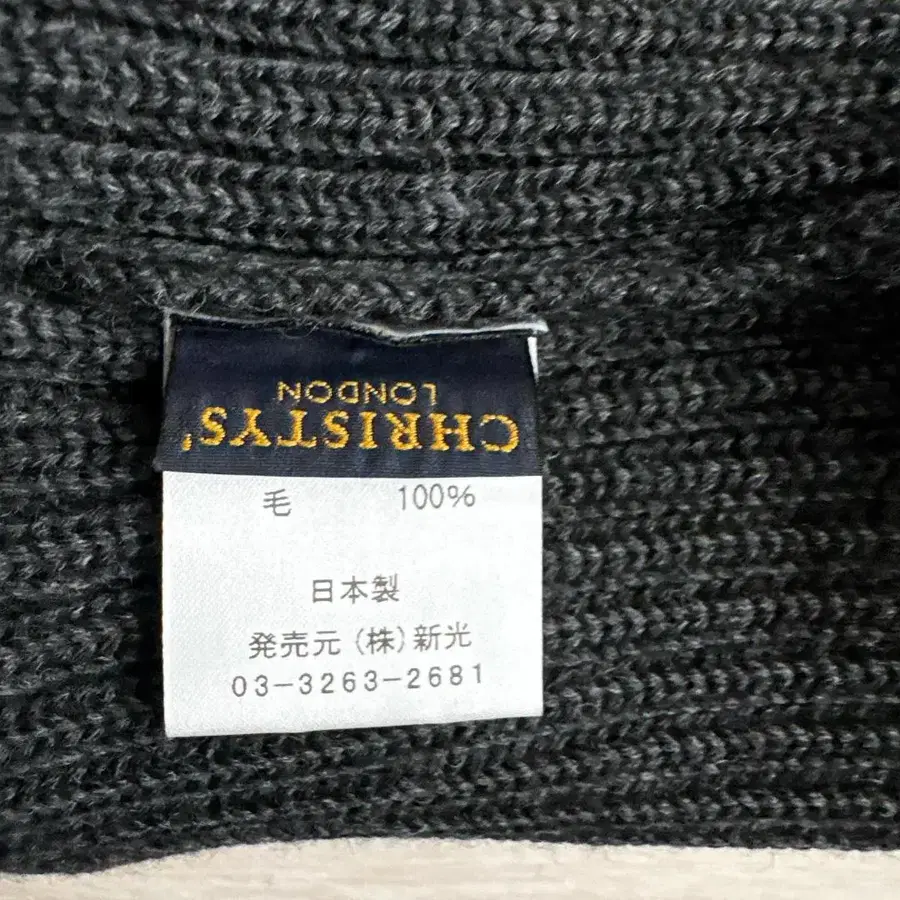 CHRISTYS'
LONDON
毛 100%
日本製
発売元 (株)新光
03-3263-2681